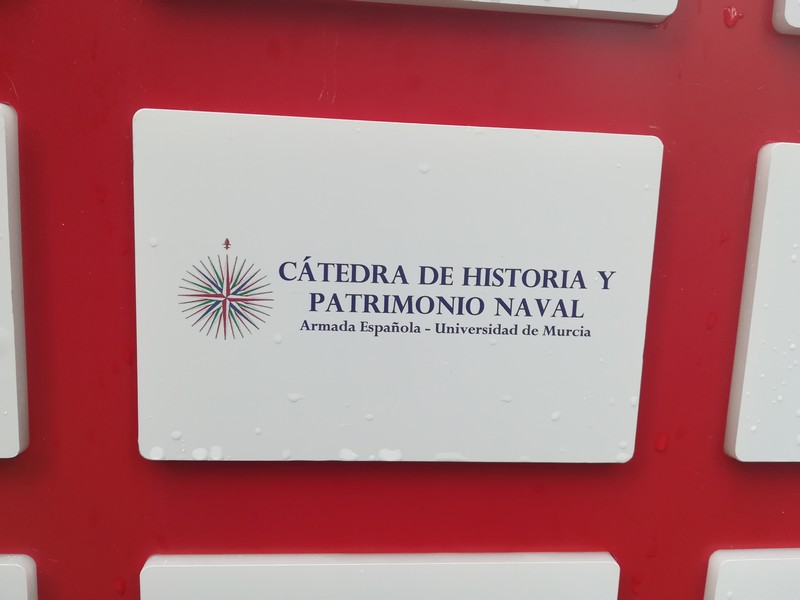 CÁTEDRA DE HISTORIA Y
PATRIMONIO NAVAL
Armada Española - Universidad de Murcia